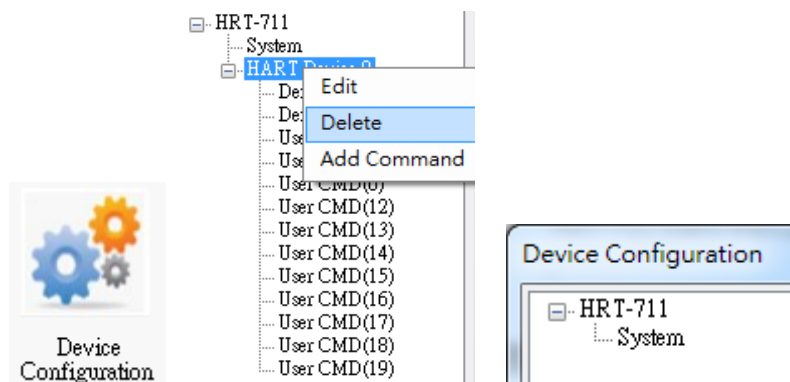 HRT-711
System
HART Device 0
Edit
Delete
Add Command
User CMD(12)
User CMD(13)
User CMD(14)
User CMD(15)
User CMD(16)
User CMD(17)
User CMD(18)
User CMD(19)
Device
Configuration
Device Configuration
HRT-711
System